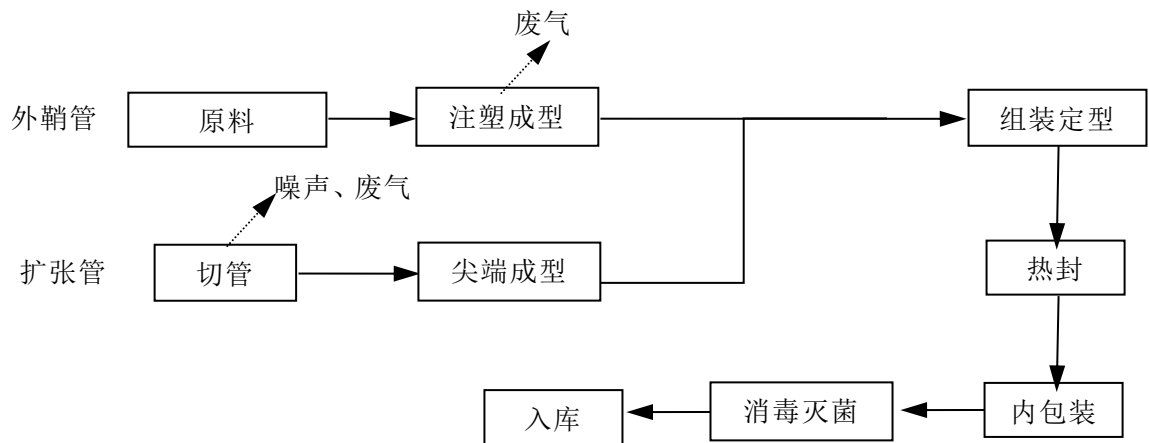 废气
外鞘管
原料
注塑成型
组装定型
噪声、废气
扩张管
切管
尖端成型
热封
入库
消毒灭菌
内包装